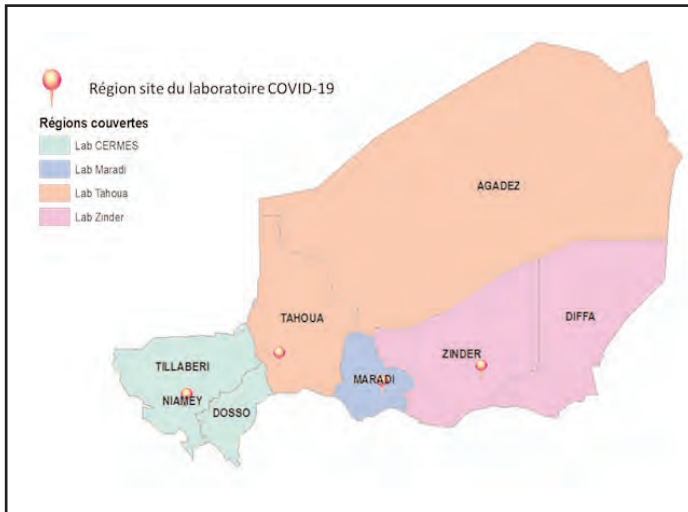 Région site du laboratoire COVID-19
Régions couvertes
Lab CERMES
Lab Maradi
Lab Tahoua
Lab Zinder
AGADEZ
DIFFA
TAHOUA
ZINDER
TILLABERI
MARADI
NIAMEY
DOSSO